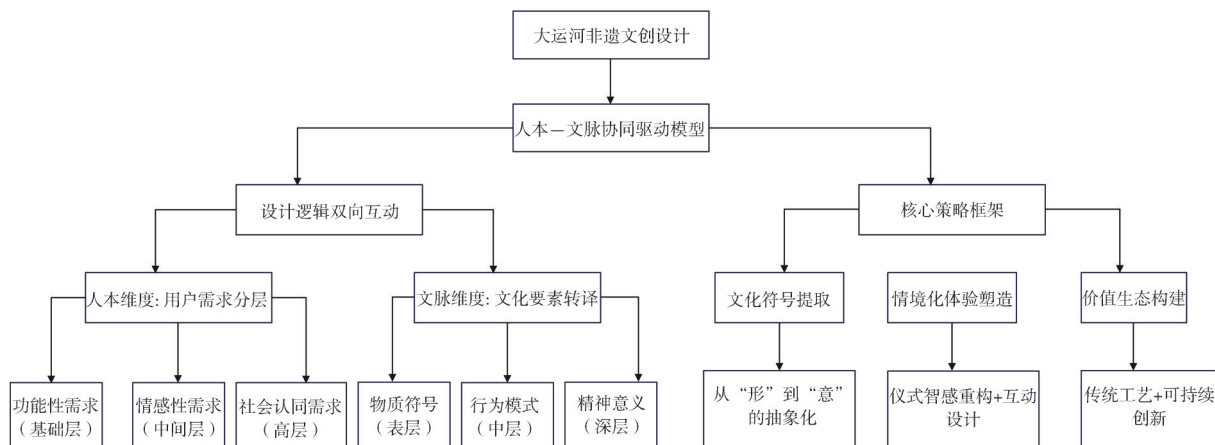 大运河非遗文创设计
人本－文脉协同驱动模型
设计逻辑双向互动
核心策略框架
人本维度：用户需求分层
文脉维度：文化要素转译
文化符号提取
情境化体验塑造
价值生态构建
功能性需求
（基础层）
情感性需求
（中间层）
社会认同需求
（高层）
物质符号
（表层）
行为模式
（中层）
精神意义
（深层）
从“形”到“意”
的抽象化
仪式智感重构+互动
设计
传统工艺+可持续
创新